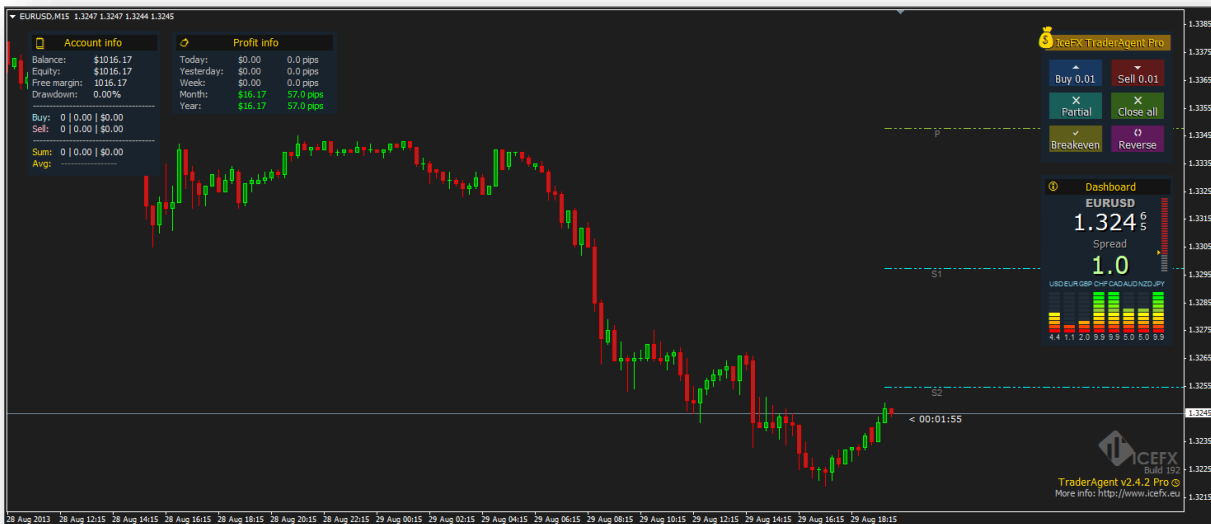 EURUSD,M15 1.3247 1.3247 1.3244 1.3245
Account info
Balance: $1016.17
Equity: $1016.17
Free margin: 1016.17
Drawdown: 0.00%
Buy: 0 | 0.00 | $0.00
Sell: 0 | 0.00 | $0.00
Sum: 0 | 0.00 | $0.00
Avg: ----------------
Profit info
Today: $0.00 0.0 pips
Yesterday: $0.00 0.0 pips
Week: $0.00 0.0 pips
Month: $16.17 57.0 pips
Year: $16.17 57.0 pips
IceFX TraderAgent Pro
Buy 0.01 Sell 0.01
Partial Close all
Breakeven Reverse
Dashboard
EURUSD
1.324 6 5
Spread
1.0
USD EUR GBP CHF CAD AUD NZD JPY
4.4 1.1 2.0 9.9 9.9 5.0 5.0 9.9
P
S1
S2
< 00:01:55
1.3385
1.3375
1.3365
1.3355
1.3345
1.3335
1.3325
1.3315
1.3305
1.3295
1.3285
1.3275
1.3265
1.3255
1.3245
1.3235
1.3225
1.3215
ICEFX
Build 192
TraderAgent v2.4.2 Pro
More info: http://www.icefx.eu
28 Aug 2013 28 Aug 12:15 28 Aug 14:15 28 Aug 16:15 28 Aug 18:15 28 Aug 20:15 28 Aug 22:15 29 Aug 00:15 29 Aug 02:15 29 Aug 04:15 29 Aug 06:15 29 Aug 08:15 29 Aug 10:15 29 Aug 12:15 29 Aug 14:15 29 Aug 16:15 29 Aug 18:15